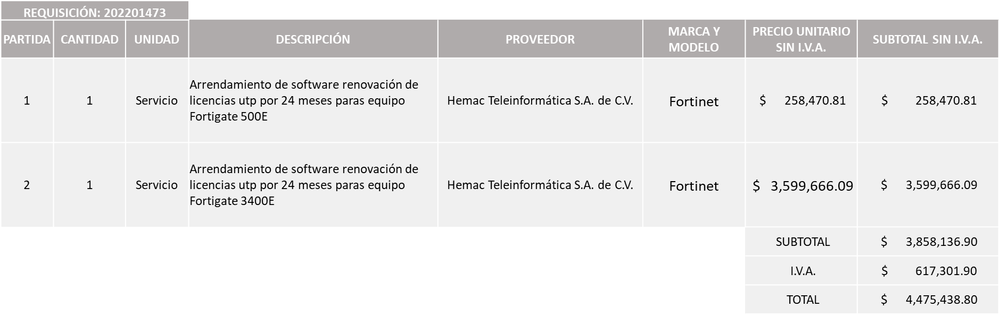 REQUISICIÓN: 202201473
PARTIDA CANTIDAD UNIDAD DESCRIPCIÓN PROVEEDOR MARCA Y MODELO PRECIO UNITARIO SIN I.V.A. SUBTOTAL SIN I.V.A.
Arrendamiento de software renovación de
1 1 Servicio licencias utp por 24 meses paras equipo Hemac Teleinformática S.A. de C.V. Fortinet $ 258,470.81 $ 258,470.81
Fortigate 500E
Arrendamiento de software renovación de
2 1 Servicio licencias utp por 24 meses paras equipo Hemac Teleinformática S.A. de C.V. Fortinet $ 3,599,666.09 $ 3,599,666.09
Fortigate 3400E
SUBTOTAL $ 3,858,136.90
I.V.A. $ 617,301.90
TOTAL $ 4,475,438.80